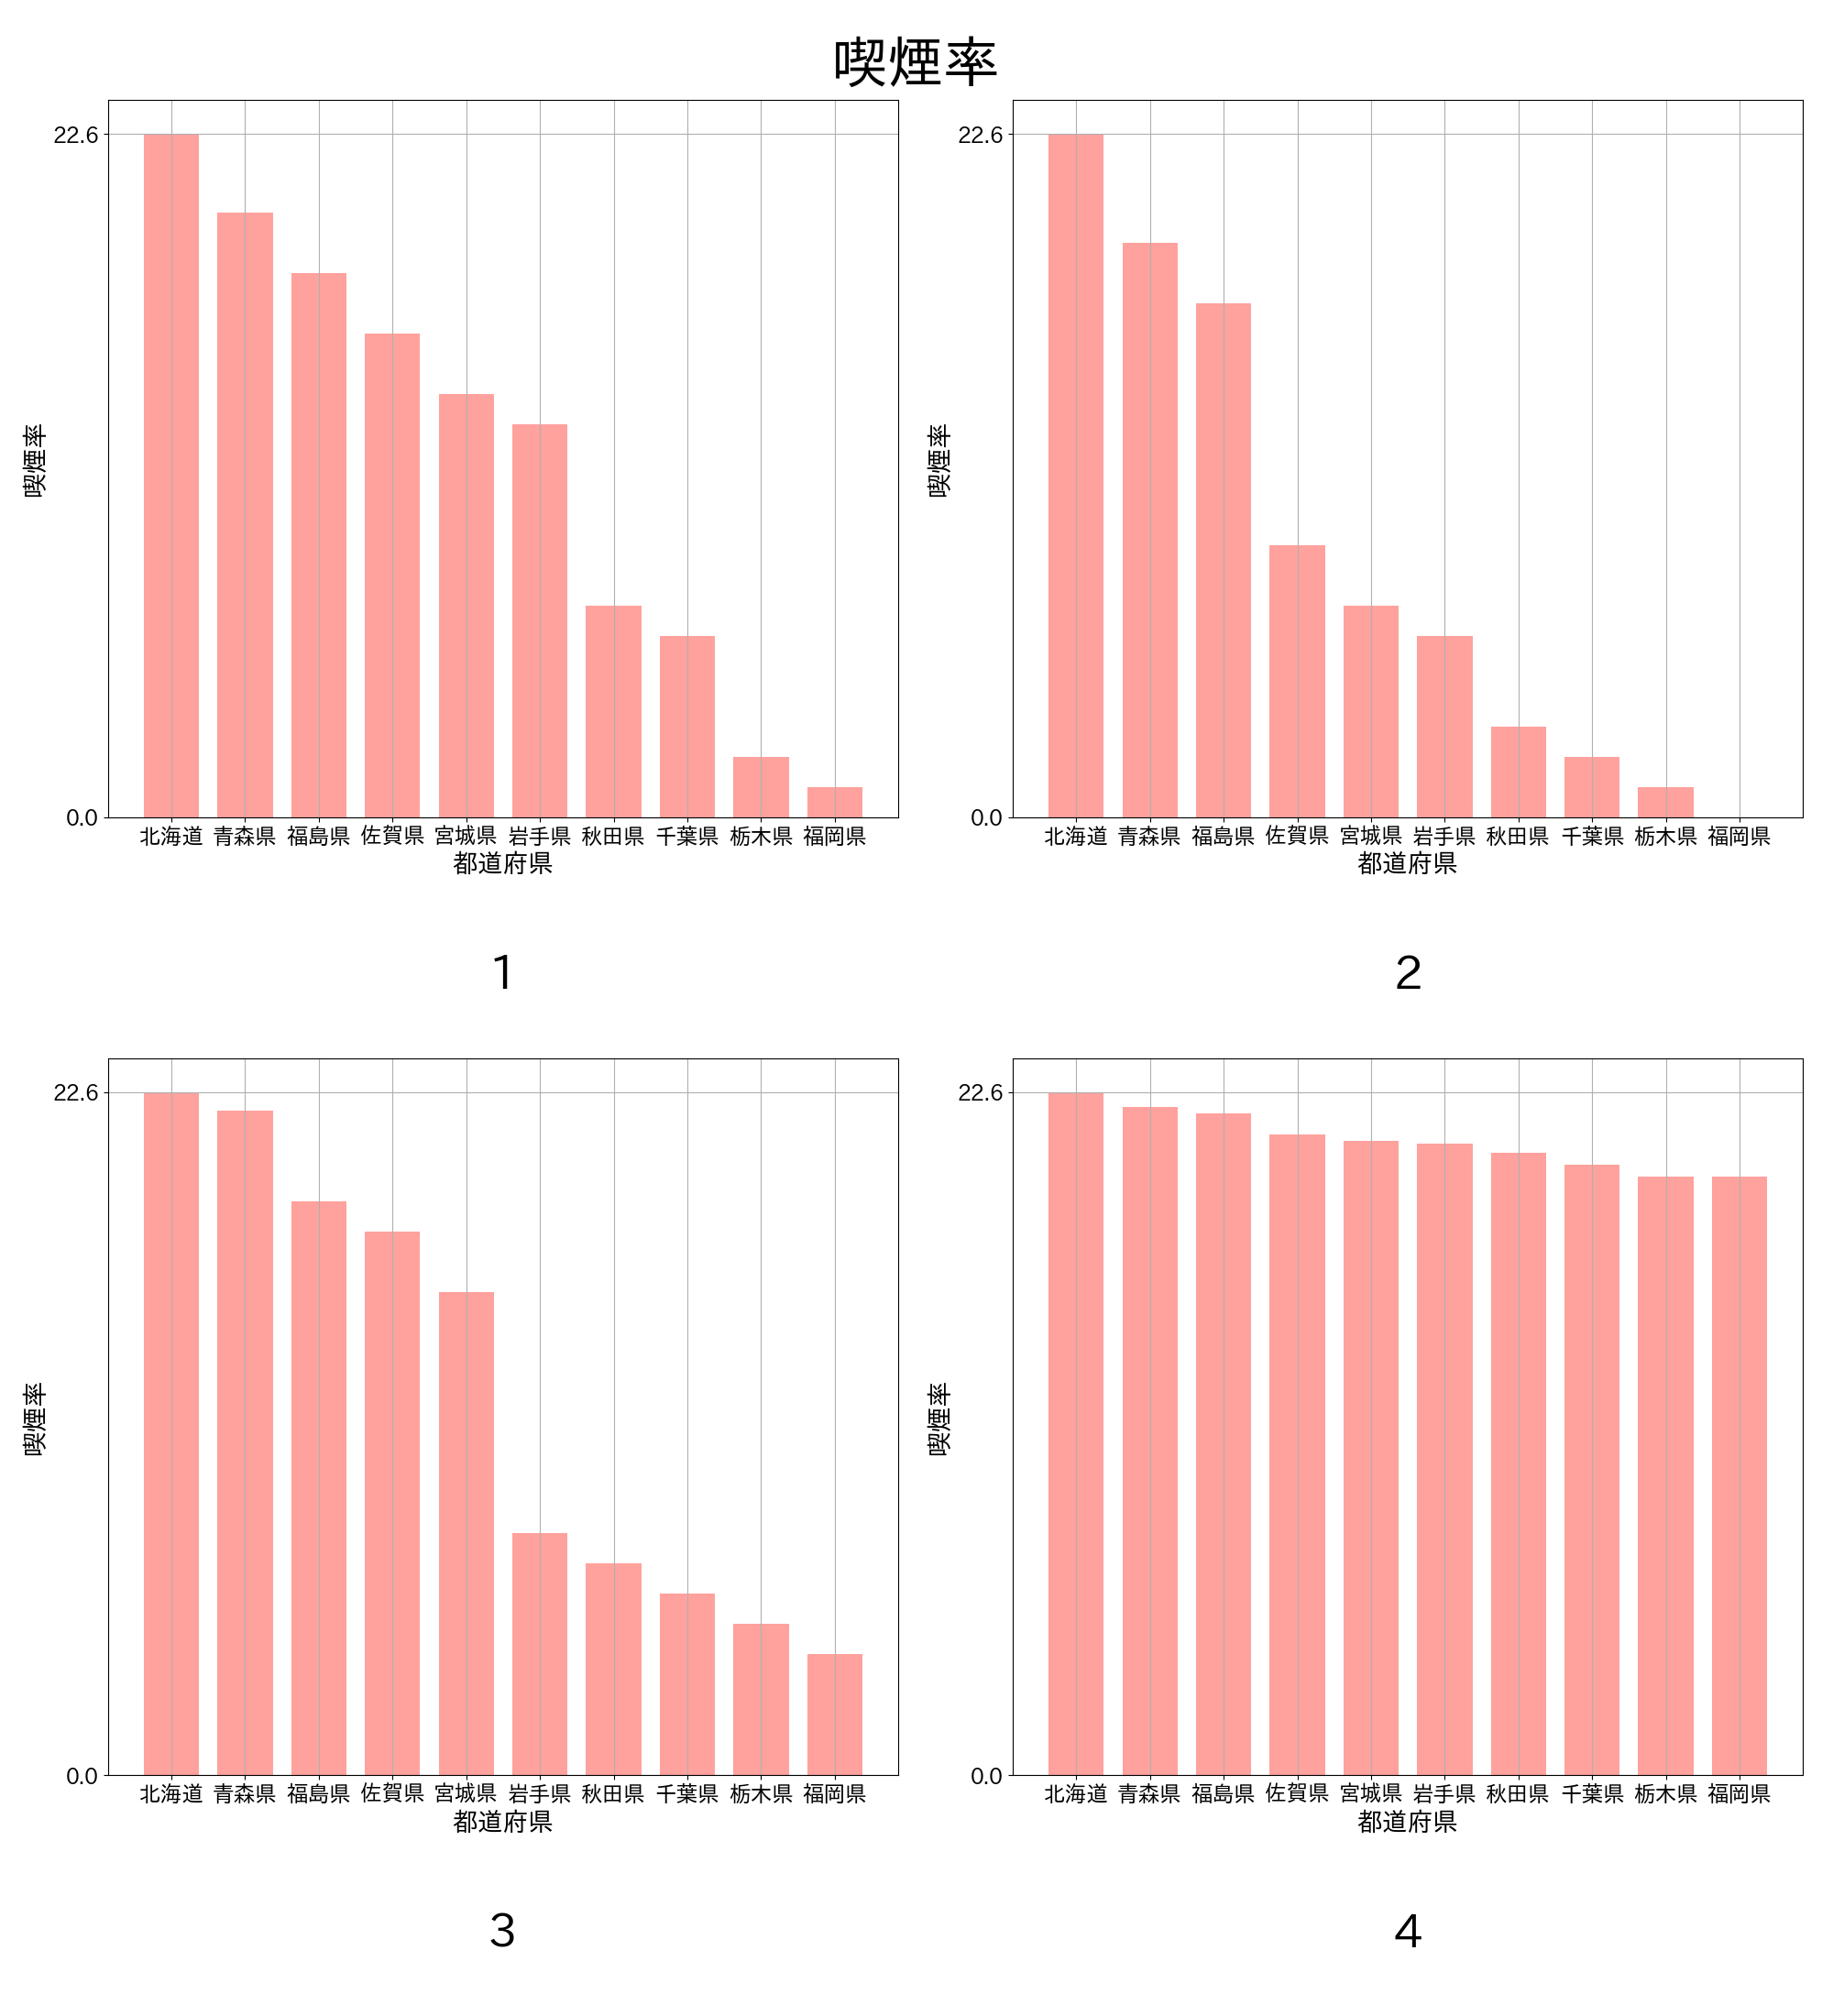 喫煙率
喫煙率
22.6
0.0
北海道 青森県 福島県 佐賀県 宮城県 岩手県 秋田県 千葉県 栃木県 福岡県
都道府県
1
喫煙率
22.6
0.0
北海道 青森県 福島県 佐賀県 宮城県 岩手県 秋田県 千葉県 栃木県 福岡県
都道府県
2
喫煙率
22.6
0.0
北海道 青森県 福島県 佐賀県 宮城県 岩手県 秋田県 千葉県 栃木県 福岡県
都道府県
3
喫煙率
22.6
0.0
北海道 青森県 福島県 佐賀県 宮城県 岩手県 秋田県 千葉県 栃木県 福岡県
都道府県
4